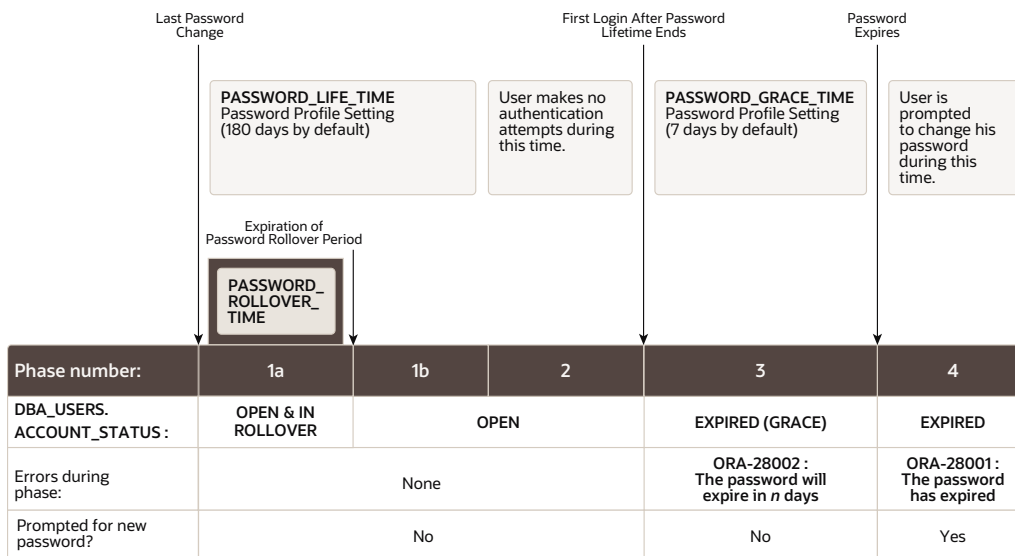 Last Password
Change
First Login After Password
Lifetime Ends
Password
Expires
PASSWORD_LIFE_TIME
Password Profile Setting
(180 days by default)
User makes no
authentication
attempts during
this time.
PASSWORD_GRACE_TIME
Password Profile Setting
(7 days by default)
User is
prompted
to change his
password
during this
time.
Expiration of
Password Rollover Period
PASSWORD_
ROLLOVER_
TIME
Phase number: 1a 1b 2 3 4
DBA_USERS.
ACCOUNT_STATUS :
OPEN & IN
ROLLOVER
OPEN
EXPIRED (GRACE)
EXPIRED
Errors during
phase:
None
ORA-28002 :
The password will
expire in n days
ORA-28001 :
The password
has expired
Prompted for new
password?
No
No
Yes